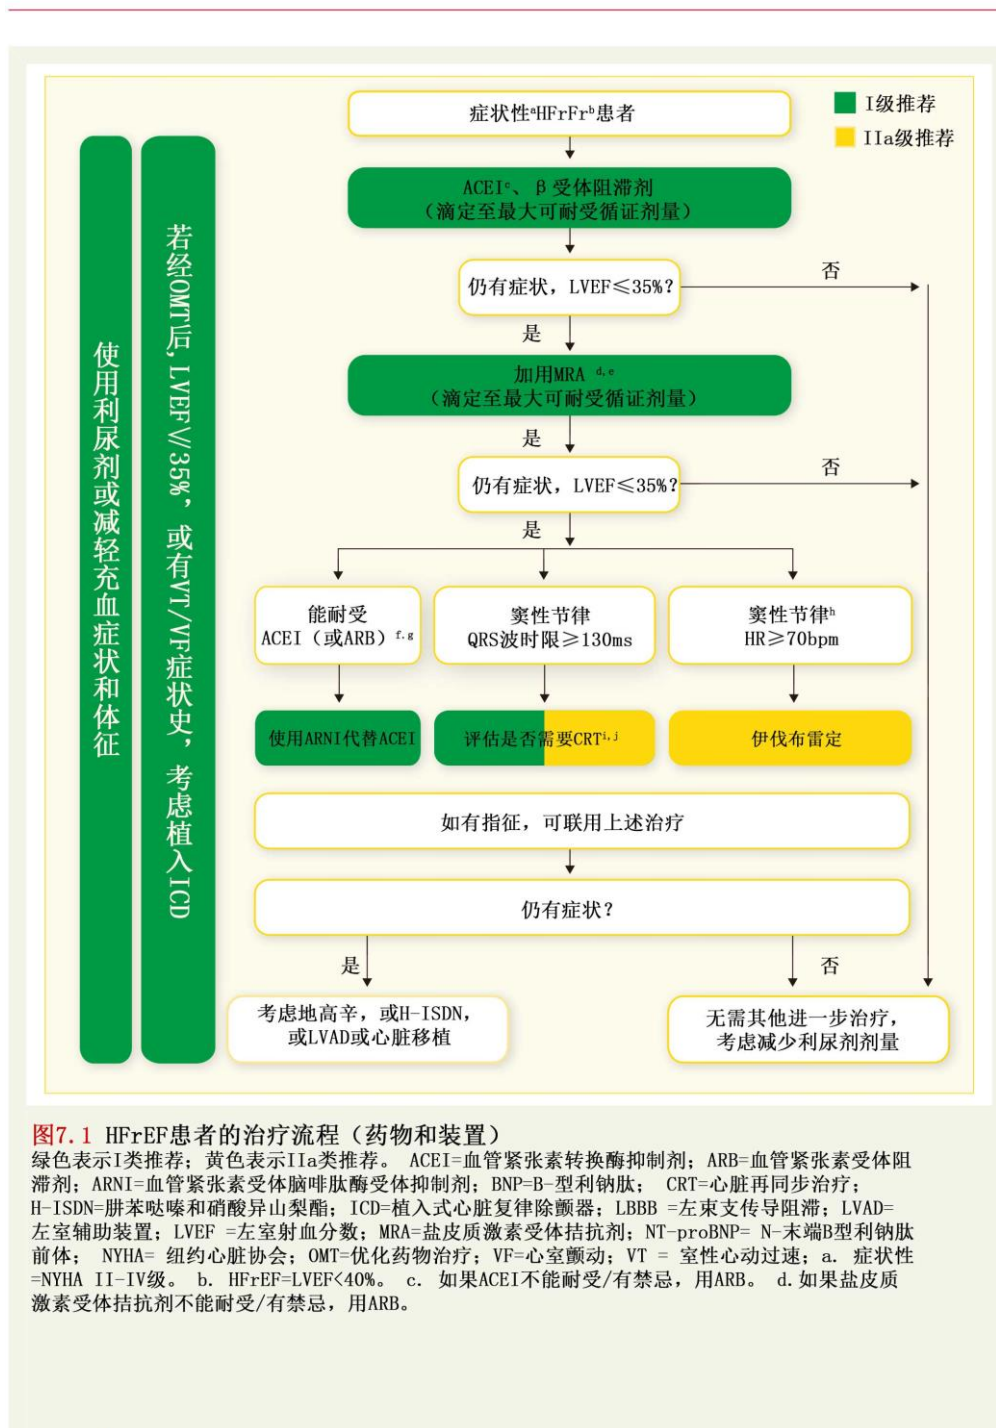 症状性ᵃHFrFrᵇ患者
I级推荐
IIa级推荐
使用利尿剂或减轻充血症状和体征
若经OMT后,LVEF≤35%，或有VT/VF症状史，考虑植入ICD
ACEIᶜ、β受体阻滞剂
（滴定至最大可耐受循证剂量）
仍有症状，LVEF≤35%？
否
是
加用MRA ᵈ,ᵉ
（滴定至最大可耐受循证剂量）
是
仍有症状，LVEF≤35%？
否
是
能耐受
ACEI（或ARB）ᶠ,ᵍ
窦性节律
QRS波时限≥130ms
窦性节律ʰ
HR≥70bpm
使用ARNI代替ACEI
评估是否需要CRTⁱ,ʲ
伊伐布雷定
如有指征，可联用上述治疗
仍有症状？
是
否
考虑地高辛，或H-ISDN，
或LVAD或心脏移植
无需其他进一步治疗，
考虑减少利尿剂剂量
图7.1 HFrEF患者的治疗流程（药物和装置）
绿色表示I类推荐；黄色表示IIa类推荐。 ACEI=血管紧张素转换酶抑制剂；ARB=血管紧张素受体阻
滞剂；ARNI=血管紧张素受体脑啡肽酶受体抑制剂；BNP=B-型利钠肽； CRT=心脏再同步治疗；
H-ISDN=肼苯哒嗪和硝酸异山梨酯；ICD=植入式心脏复律除颤器；LBBB =左束支传导阻滞；LVAD=
左室辅助装置；LVEF =左室射血分数；MRA=盐皮质激素受体拮抗剂；NT-proBNP= N-末端B型利钠肽
前体； NYHA= 纽约心脏协会；OMT=优化药物治疗；VF=心室颤动；VT = 室性心动过速；a. 症状性
=NYHA II-IV级。 b. HFrEF=LVEF<40%。 c. 如果ACEI不能耐受/有禁忌，用ARB。 d.如果盐皮质
激素受体拮抗剂不能耐受/有禁忌，用ARB。